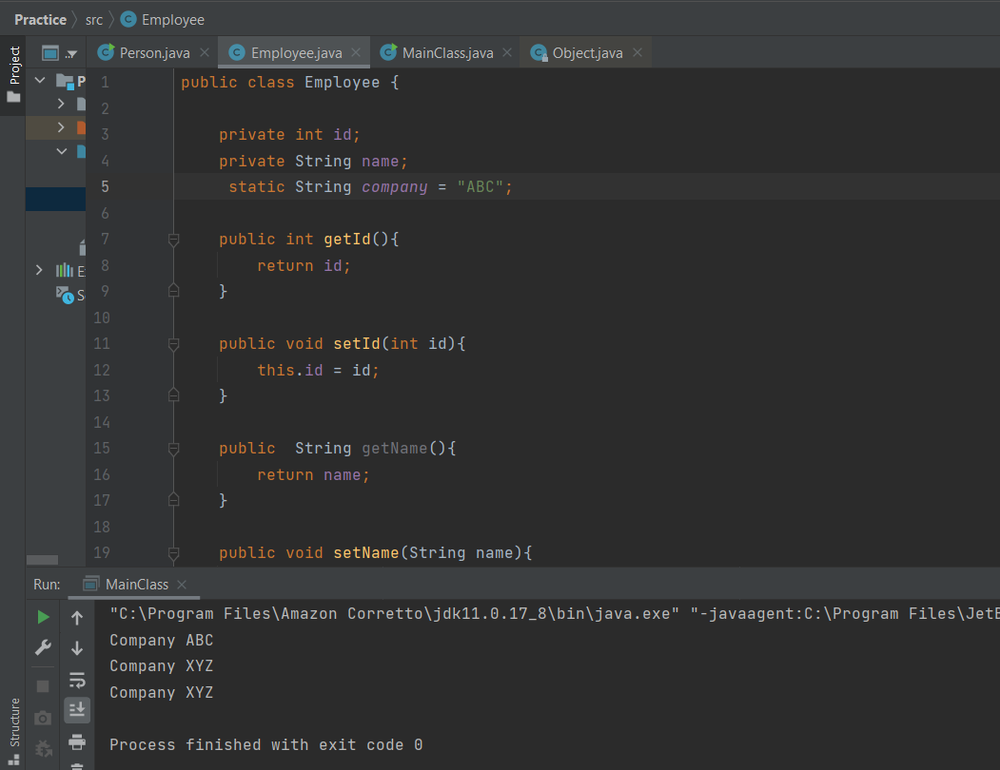 Practice src Employee
Project
Person.java Employee.java MainClass.java Object.java
P
E
S
1 public class Employee {
2
3 private int id;
4 private String name;
5 static String company = "ABC";
6
7 public int getId(){
8 return id;
9 }
10
11 public void setId(int id){
12 this.id = id;
13 }
14
15 public  String getName(){
16 return name;
17 }
18
19 public void setName(String name){
Run: MainClass
"C:\Program Files\Amazon Corretto\jdk11.0.17_8\bin\java.exe" "-javaagent:C:\Program Files\JetB
Company ABC
Company XYZ
Company XYZ
Process finished with exit code 0
Structure